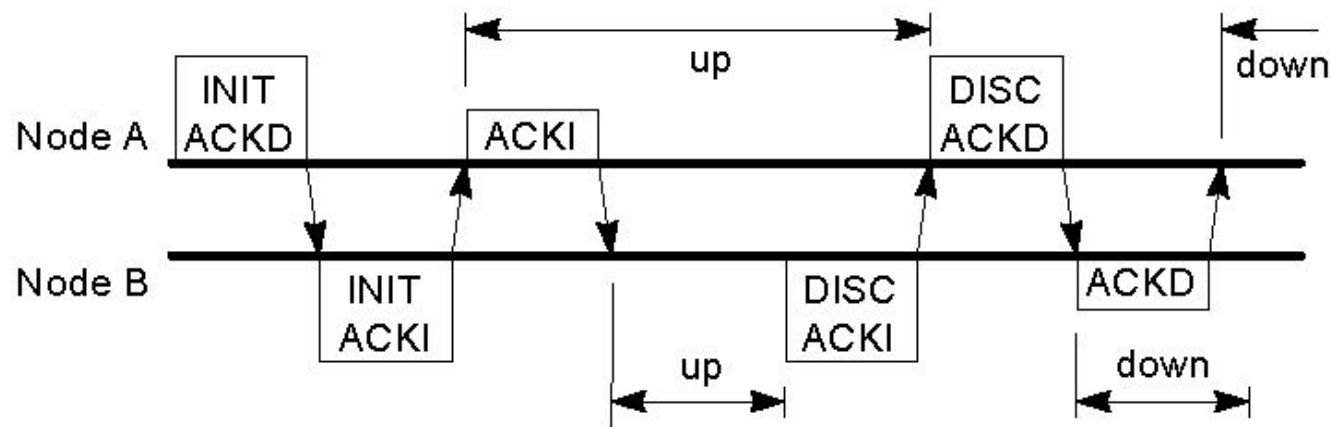 up
down
INIT
ACKD
Node A
ACKI
DISC
ACKD
Node B
INIT
ACKI
DISC
ACKI
ACKD
up
down